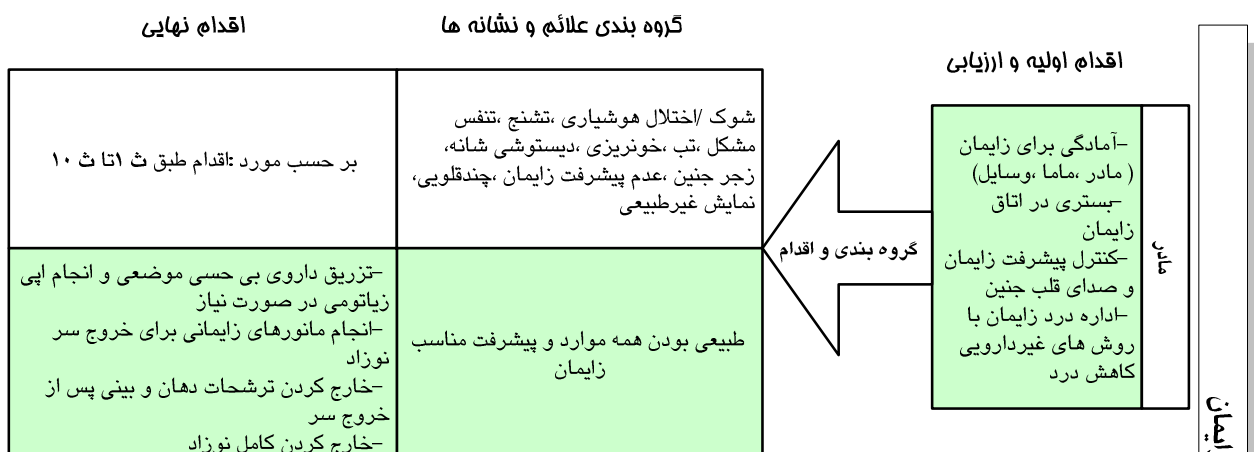 اقدام اولیه و ارزیابی
مادر
-آمادگی برای زایمان
( مادر ،ماما ،وسایل)
-بستری در اتاق
زایمان
-کنترل پیشرفت زایمان
و صدای قلب جنین
-اداره درد زایمان با
روش های غیردارویی
کاهش درد
گروه بندی و اقدام
گروه بندی علائم و نشانه ها
شوک /اختلال هوشیاری ،تشنج ،تنفس
مشکل ،تب ،خونریزی ،دیستوشی شانه،
زجر جنین ،عدم پیشرفت زایمان ،چندقلویی،
نمایش غیرطبیعی
طبیعی بودن همه موارد و پیشرفت مناسب
زایمان
اقدام نهایی
بر حسب مورد :اقدام طبق ث ۱تا ث ۱۰
-تزریق داروی بی حسی موضعی و انجام اپی
زیاتومی در صورت نیاز
-انجام مانورهای زایمانی برای خروج سر
نوزاد
-خارج کردن ترشحات دهان و بینی پس از
خروج سر
-خارج کردن کامل نوزاد